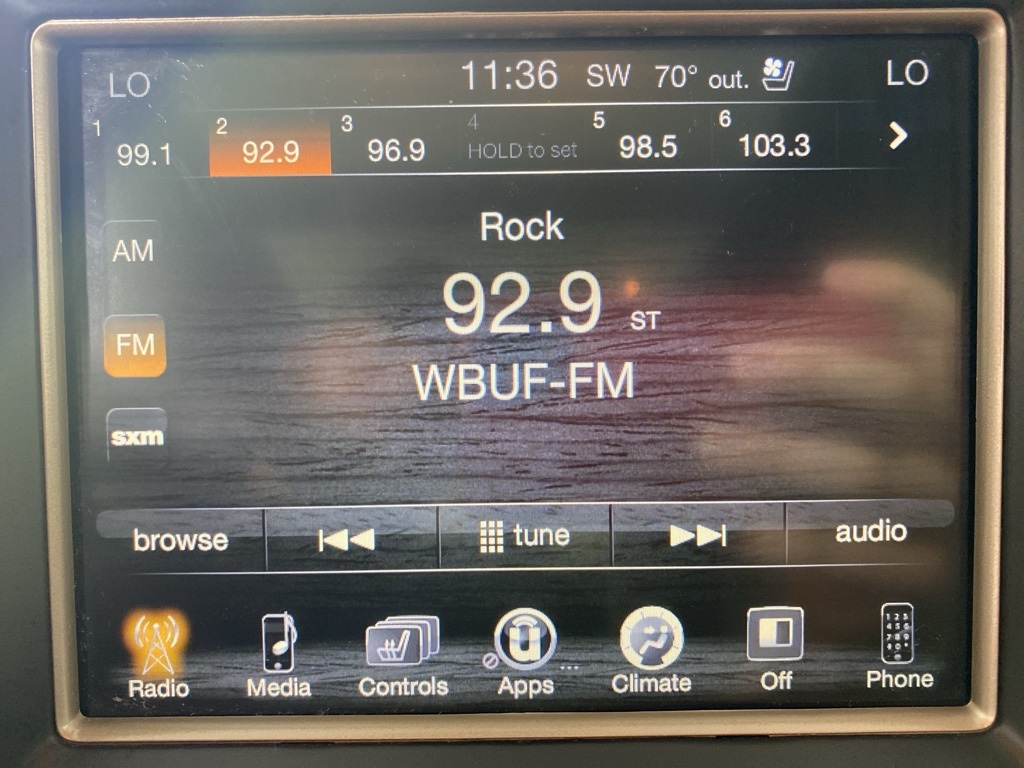 LO 11:36 SW 70° out. LO
1 99.1 2 92.9 3 96.9 4 HOLD to set 5 98.5 6 103.3
Rock
AM
92.9 ST
FM
WBUF-FM
sxm
browse tune audio
Radio Media Controls Apps Climate Off Phone